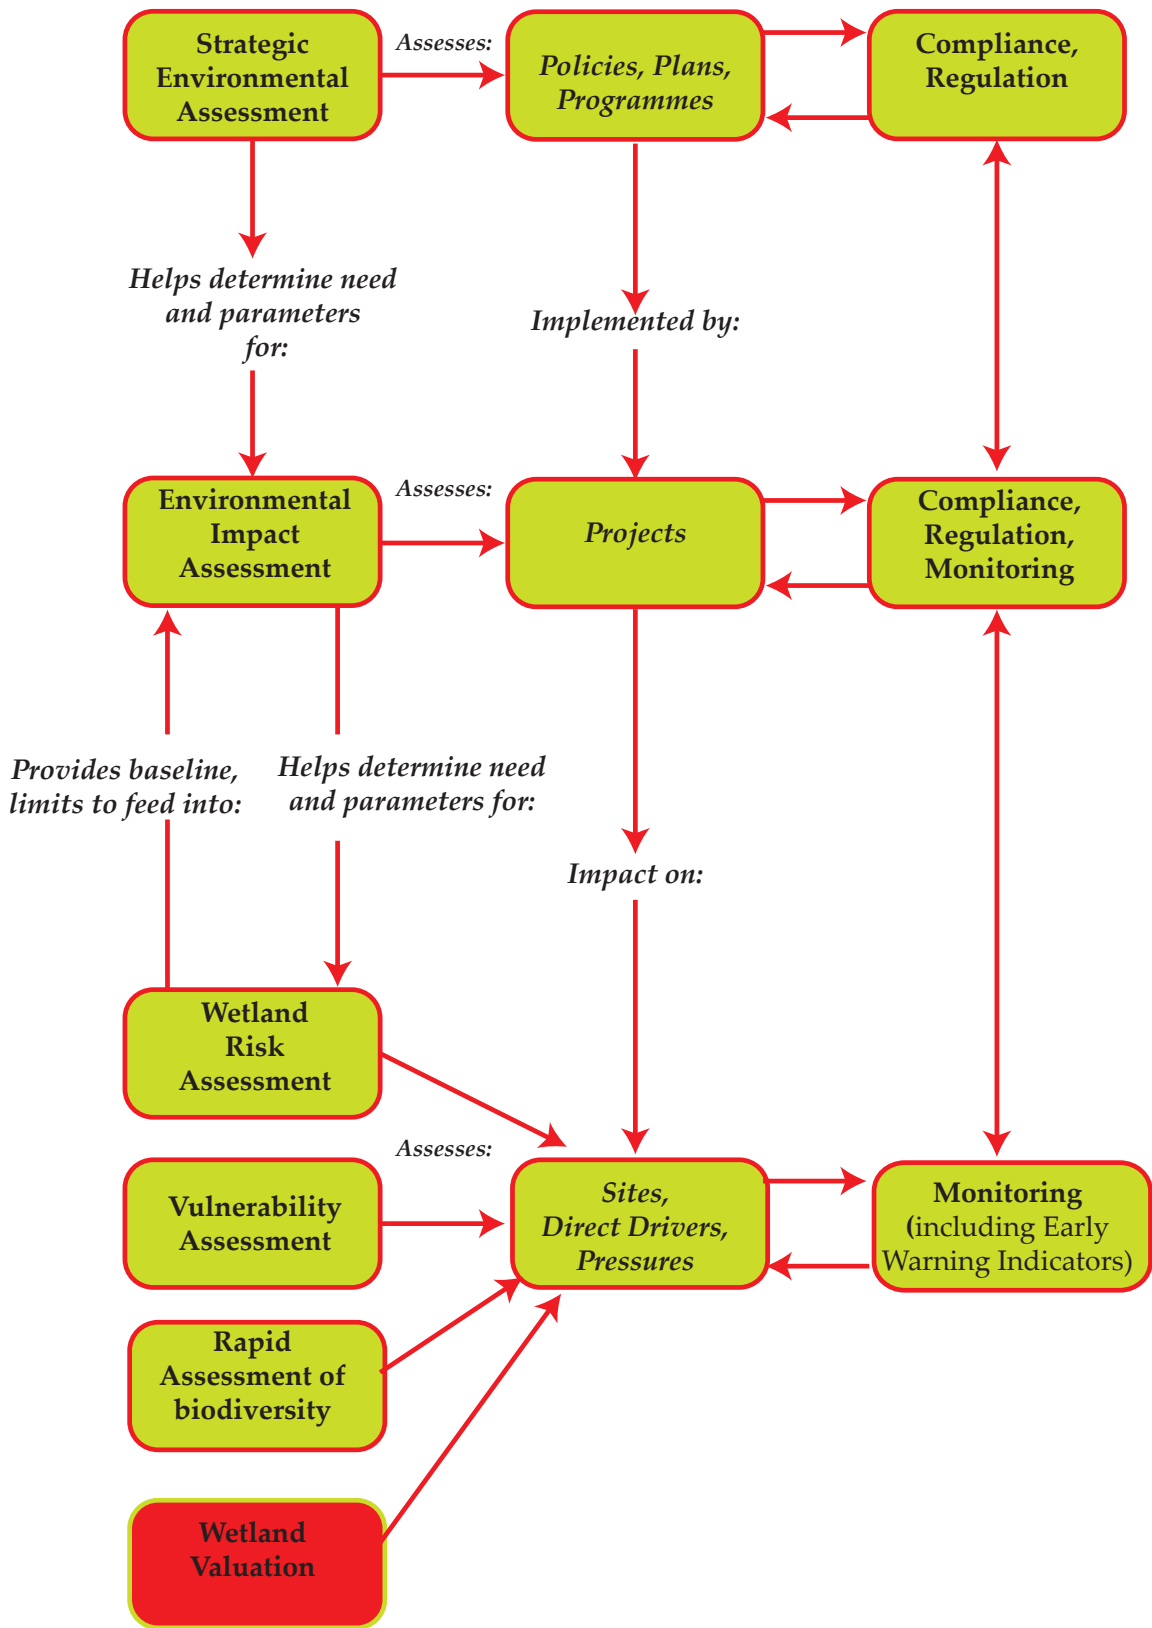 Strategic
Environmental
Assessment
Assesses:
Policies, Plans,
Programmes
Compliance,
Regulation
Helps determine need
and parameters
for:
Implemented by:
Environmental
Impact
Assessment
Assesses:
Projects
Compliance,
Regulation,
Monitoring
Provides baseline,
limits to feed into:
Helps determine need
and parameters for:
Impact on:
Wetland
Risk
Assessment
Assesses:
Vulnerability
Assessment
Sites,
Direct Drivers,
Pressures
Monitoring
(including Early
Warning Indicators)
Rapid
Assessment of
biodiversity
Wetland
Valuation